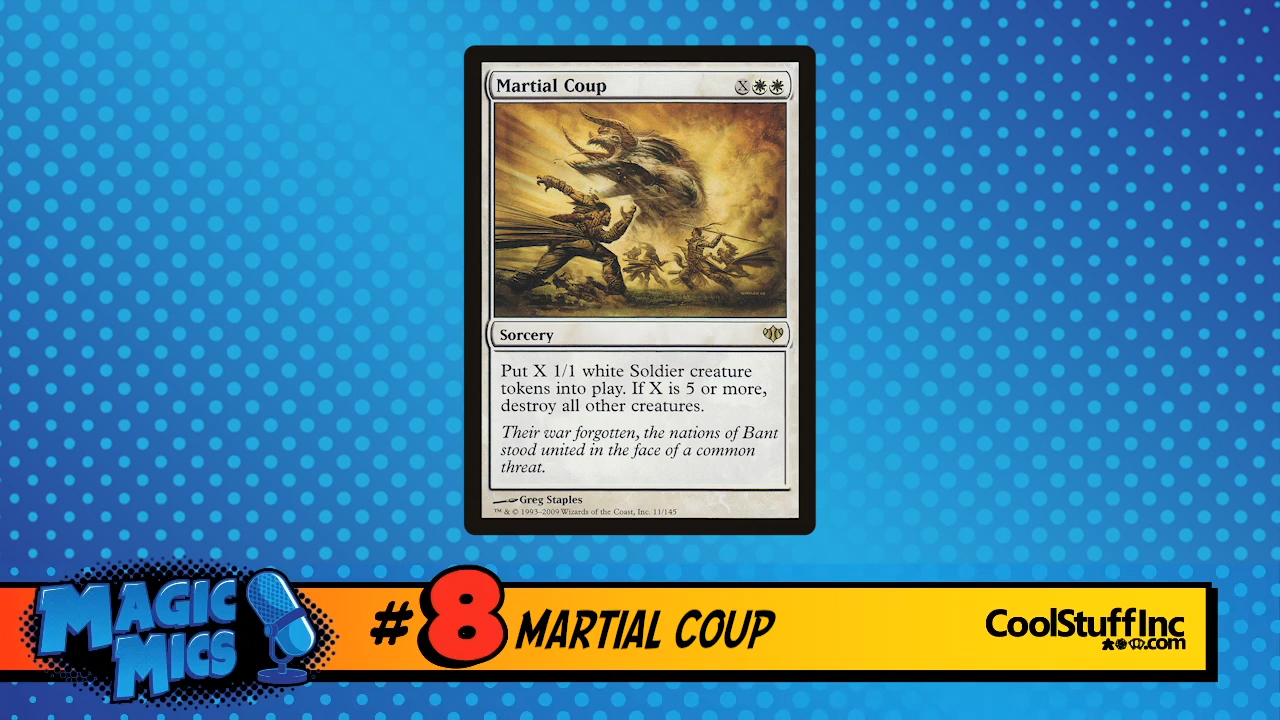 Martial Coup X
Sorcery
Put X 1/1 white Soldier creature
tokens into play. If X is 5 or more,
destroy all other creatures.
Their war forgotten, the nations of Bant
stood united in the face of a common
threat.
Greg Staples
™ & © 1993–2009 Wizards of the Coast, Inc. 11/145
MAGIC
MICS
#8 MARTIAL COUP
CoolStuffInc
.com